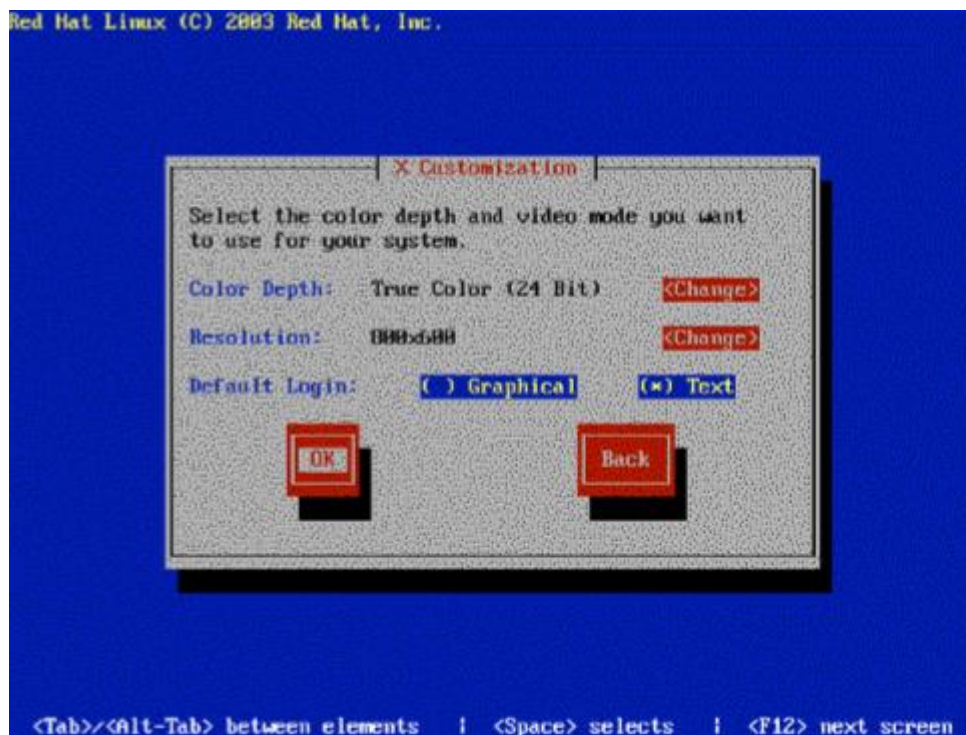 Red Hat Linux (C) 2003 Red Hat, Inc.
X Customization
Select the color depth and video mode you want
to use for your system.
Color Depth: True Color (24 Bit) <Change>
Resolution: 800x600 <Change>
Default Login: ( ) Graphical (*) Text
OK Back
<Tab>/<Alt-Tab> between elements | <Space> selects | <F12> next screen